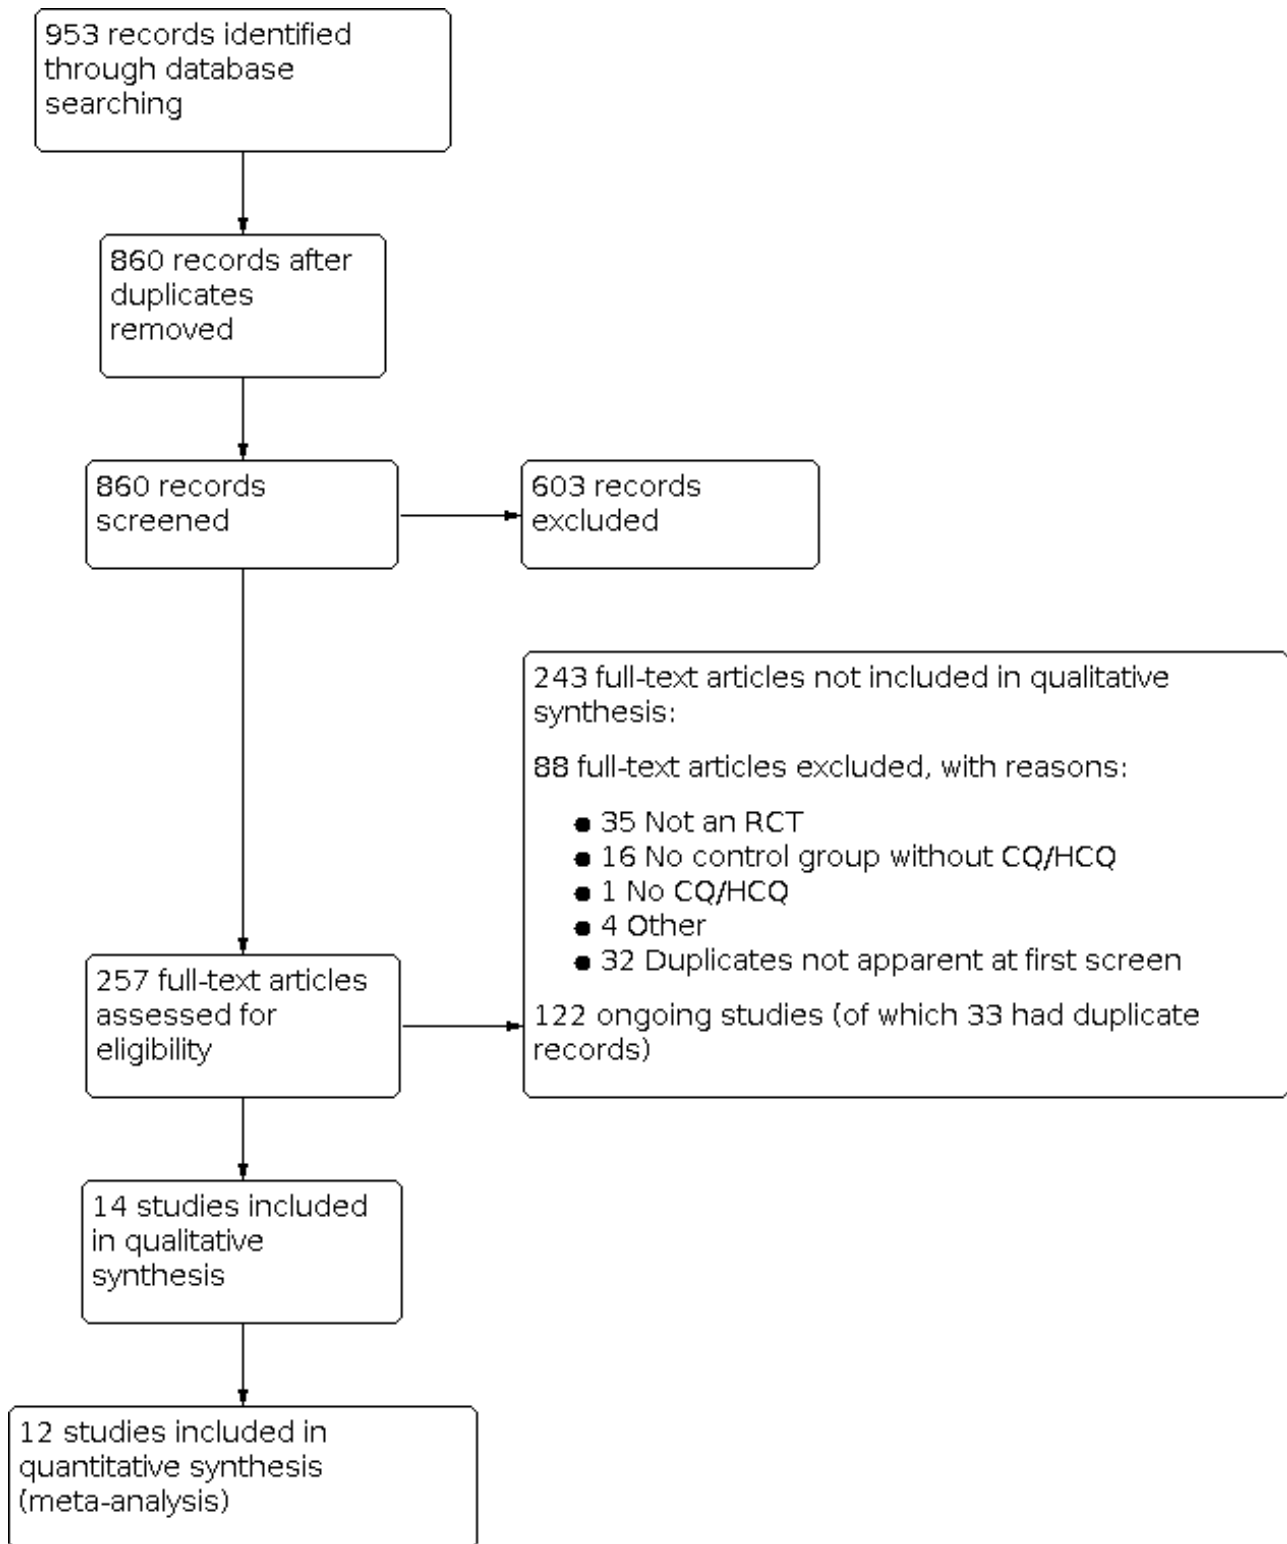 953 records identified
through database
searching
860 records after
duplicates
removed
860 records
screened
603 records
excluded
243 full-text articles not included in qualitative
synthesis:
88 full-text articles excluded, with reasons:
● 35 Not an RCT
● 16 No control group without CQ/HCQ
● 1 No CQ/HCQ
● 4 Other
● 32 Duplicates not apparent at first screen
122 ongoing studies (of which 33 had duplicate
records)
257 full-text articles
assessed for
eligibility
14 studies included
in qualitative
synthesis
12 studies included in
quantitative synthesis
(meta-analysis)